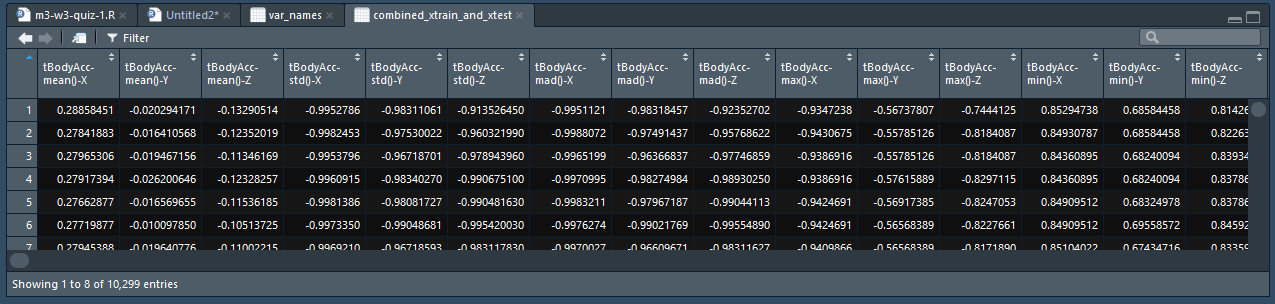 m3-w3-quiz-1.R × Untitled2* × var_names × combined_xtrain_and_xtest ×
Filter
tBodyAcc-mean()-X tBodyAcc-mean()-Y tBodyAcc-mean()-Z tBodyAcc-std()-X tBodyAcc-std()-Y tBodyAcc-std()-Z tBodyAcc-mad()-X tBodyAcc-mad()-Y tBodyAcc-mad()-Z tBodyAcc-max()-X tBodyAcc-max()-Y tBodyAcc-max()-Z tBodyAcc-min()-X tBodyAcc-min()-Y tBodyAcc-min()-Z
1 0.28858451 -0.020294171 -0.13290514 -0.9952786 -0.98311061 -0.913526450 -0.9951121 -0.98318457 -0.92352702 -0.9347238 -0.56737807 -0.7444125 0.85294738 0.68584458 0.81426
2 0.27841883 -0.016410568 -0.12352019 -0.9982453 -0.97530022 -0.960321990 -0.9988072 -0.97491437 -0.95768622 -0.9430675 -0.55785126 -0.8184087 0.84930787 0.68584458 0.82263
3 0.27965306 -0.019467156 -0.11346169 -0.9953796 -0.96718701 -0.978943960 -0.9965199 -0.96366837 -0.97746859 -0.9386916 -0.55785126 -0.8184087 0.84360895 0.68240094 0.83934
4 0.27917394 -0.026200646 -0.12328257 -0.9960915 -0.98340270 -0.990675100 -0.9970995 -0.98274984 -0.98930250 -0.9386916 -0.57615889 -0.8297115 0.84360895 0.68240094 0.83786
5 0.27662877 -0.016569655 -0.11536185 -0.9981386 -0.98081727 -0.990481630 -0.9983211 -0.97967187 -0.99044113 -0.9424691 -0.56917385 -0.8247053 0.84909512 0.68324978 0.83786
6 0.27719877 -0.010097850 -0.10513725 -0.9973350 -0.99048681 -0.995420030 -0.9976274 -0.99021769 -0.99554890 -0.9424691 -0.56568389 -0.8227661 0.84909512 0.69558572 0.84592
7 0.27945388 -0.019640776 -0.11002215 -0.9969210 -0.96718593 -0.983117830 -0.9970027 -0.96609671 -0.98311627 -0.9409866 -0.56568389 -0.8171890 0.85104022 0.67434716 0.83359
Showing 1 to 8 of 10,299 entries